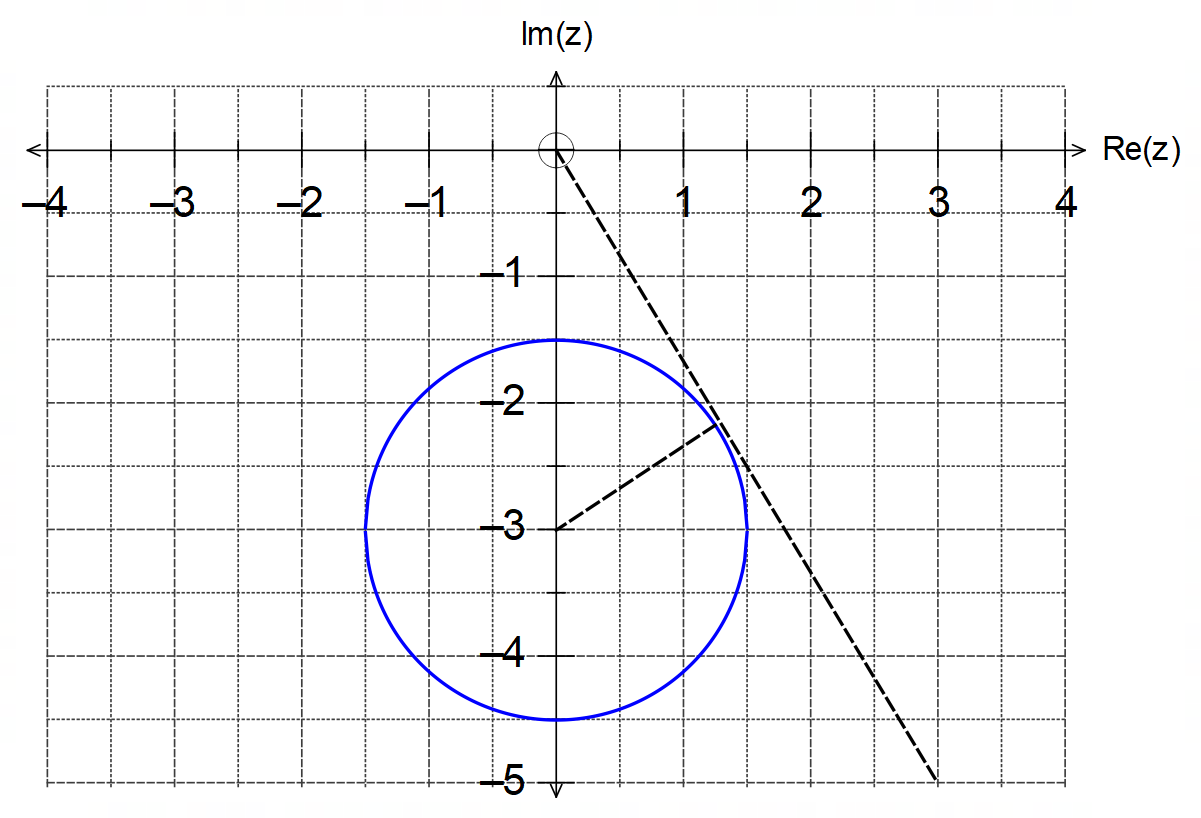 Im(z)
Re(z)
–4 –3 –2 –1 1 2 3 4
–1
–2
–3
–4
–5